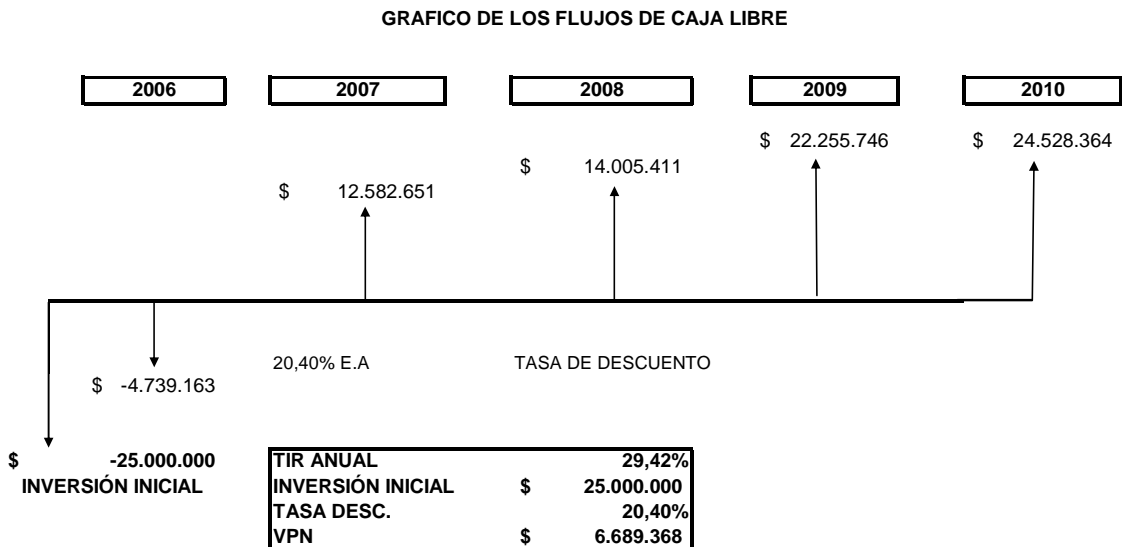 GRAFICO DE LOS FLUJOS DE CAJA LIBRE
2006 2007 2008 2009 2010
$ 22.255.746 $ 24.528.364
$ 14.005.411
$ 12.582.651
20,40% E.A TASA DE DESCUENTO
$ -4.739.163
$ -25.000.000 TIR ANUAL 29,42%
INVERSIÓN INICIAL INVERSIÓN INICIAL $ 25.000.000
TASA DESC. 20,40%
VPN $ 6.689.368